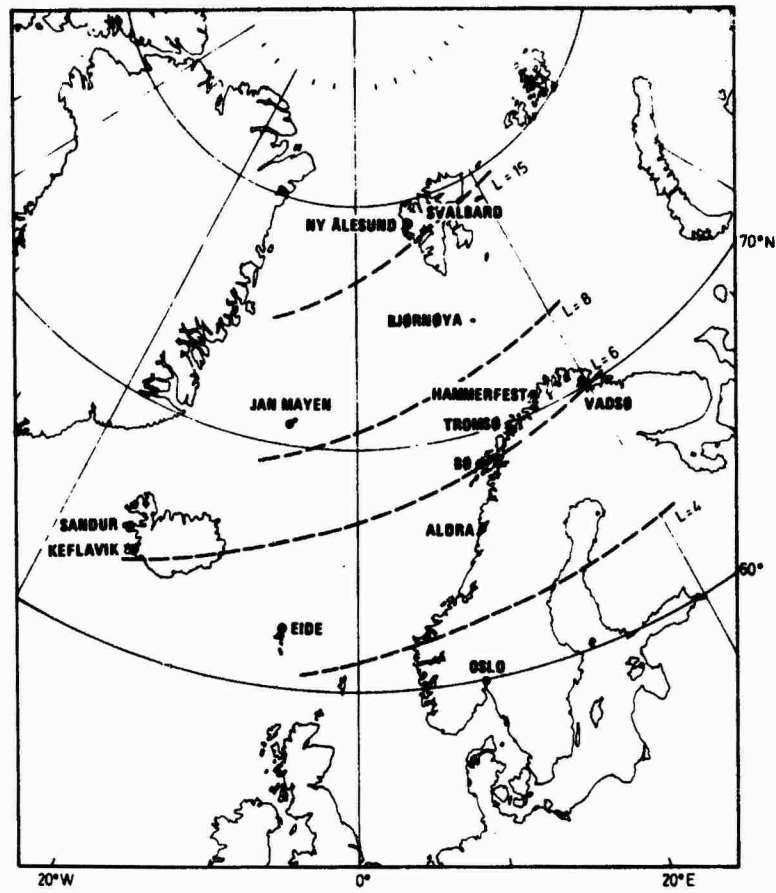 L=15
SVALBARD
NY ÅLESUND
70°N
L=8
BJØRNØYA
L=6
HAMMERFEST
VADSØ
JAN MAYEN
TROMSØ
BØ
L=4
SANDUR
ALDRA
KEFLAVIK
60°
EIDE
OSLO
20°W
0°
20°E